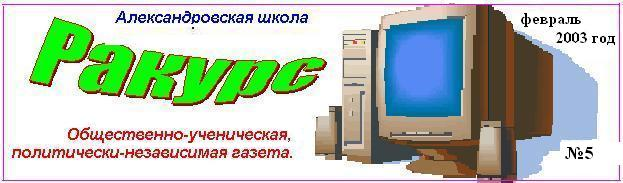 Александровская школа
Ракурс
Общественно-ученическая,
политически-независимая газета.
февраль
2003 год
№5